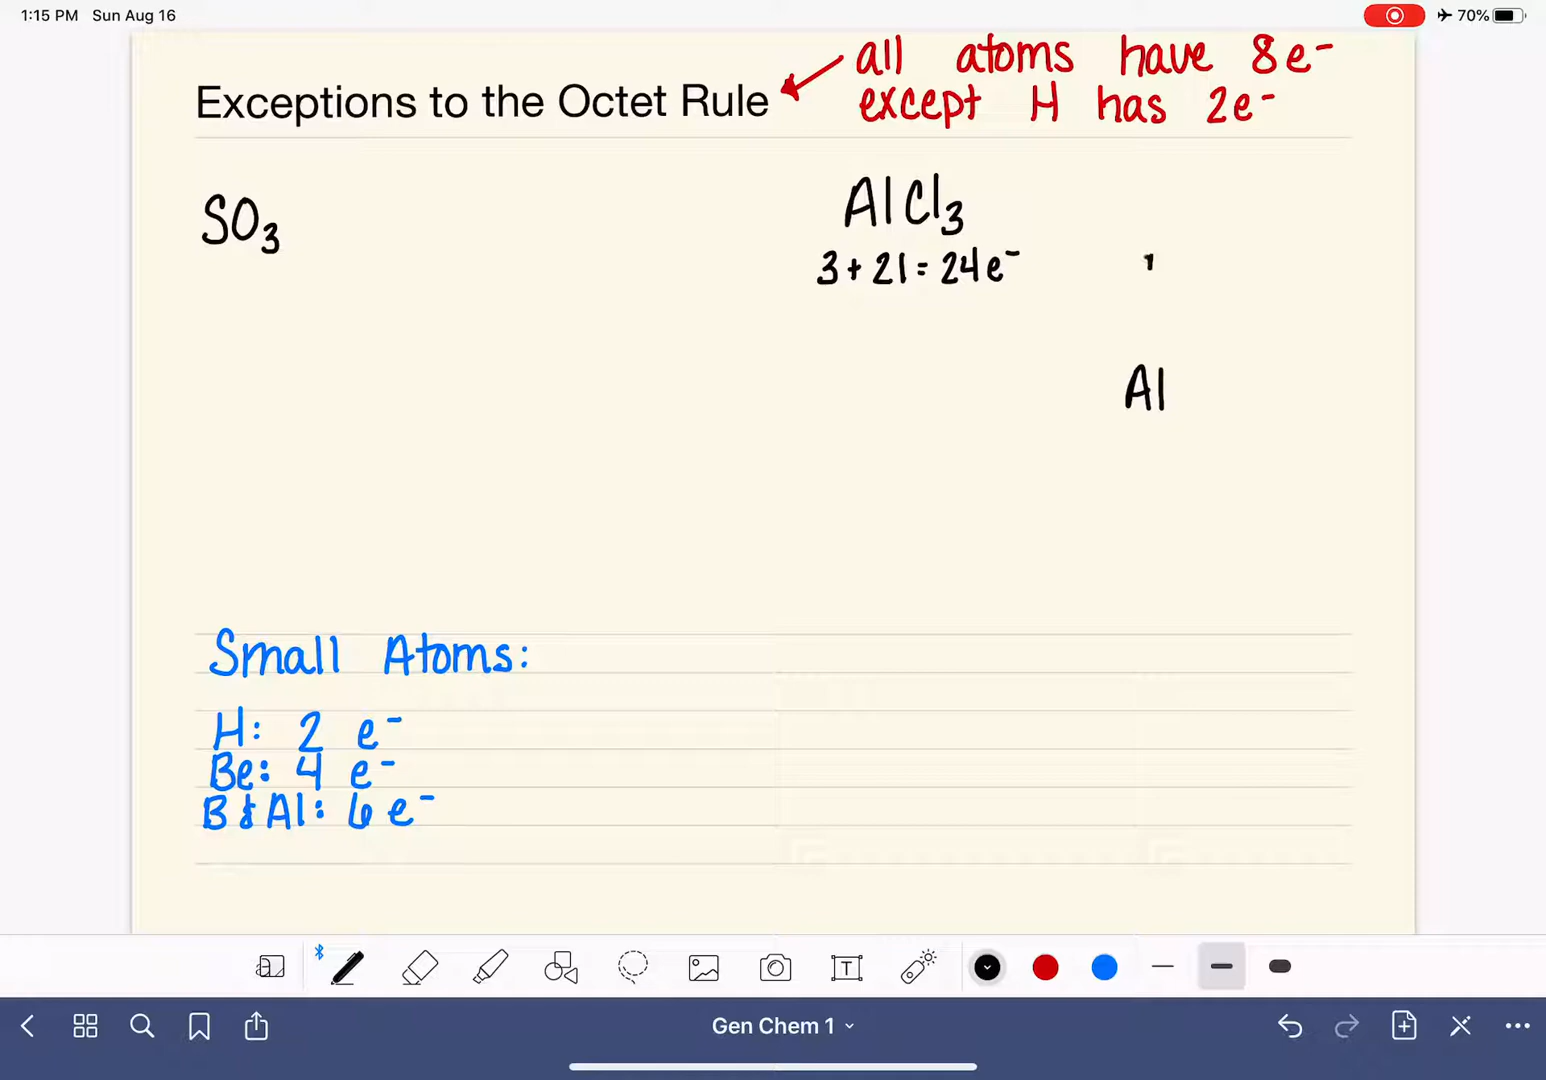 1:15 PM Sun Aug 16
70%
all atoms have 8e⁻
Exceptions to the Octet Rule
except H has 2e⁻
SO₃
AlCl₃
3 + 21 = 24e⁻
Al
Small Atoms:
H: 2 e⁻
Be: 4 e⁻
B & Al: 6 e⁻
T
Gen Chem 1